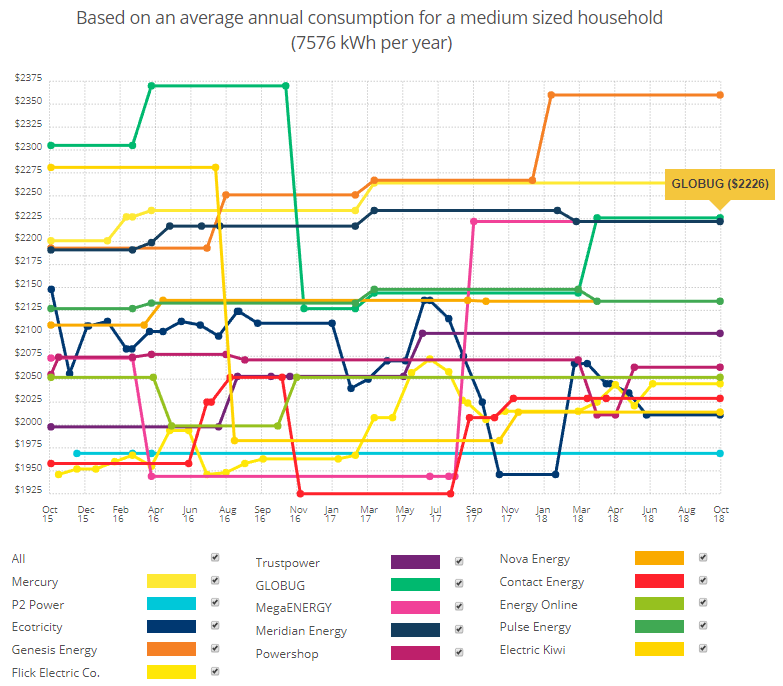 Based on an average annual consumption for a medium sized household
(7576 kWh per year)
$2375
$2350
$2325
$2300
$2275
$2250
$2225
$2200
$2175
$2150
$2125
$2100
$2075
$2050
$2025
$2000
$1975
$1950
$1925
GLOBUG ($2226)
Oct Dec Feb Apr Jun Aug Sep Nov Jan Mar May Jul Sep Nov Jan Mar Apr Jun Aug Oct
15 15 16 16 16 16 16 16 17 17 17 17 17 17 18 18 18 18 18 18
All
Mercury
P2 Power
Ecotricity
Genesis Energy
Flick Electric Co.
Trustpower
GLOBUG
MegaENERGY
Meridian Energy
Powershop
Nova Energy
Contact Energy
Energy Online
Pulse Energy
Electric Kiwi